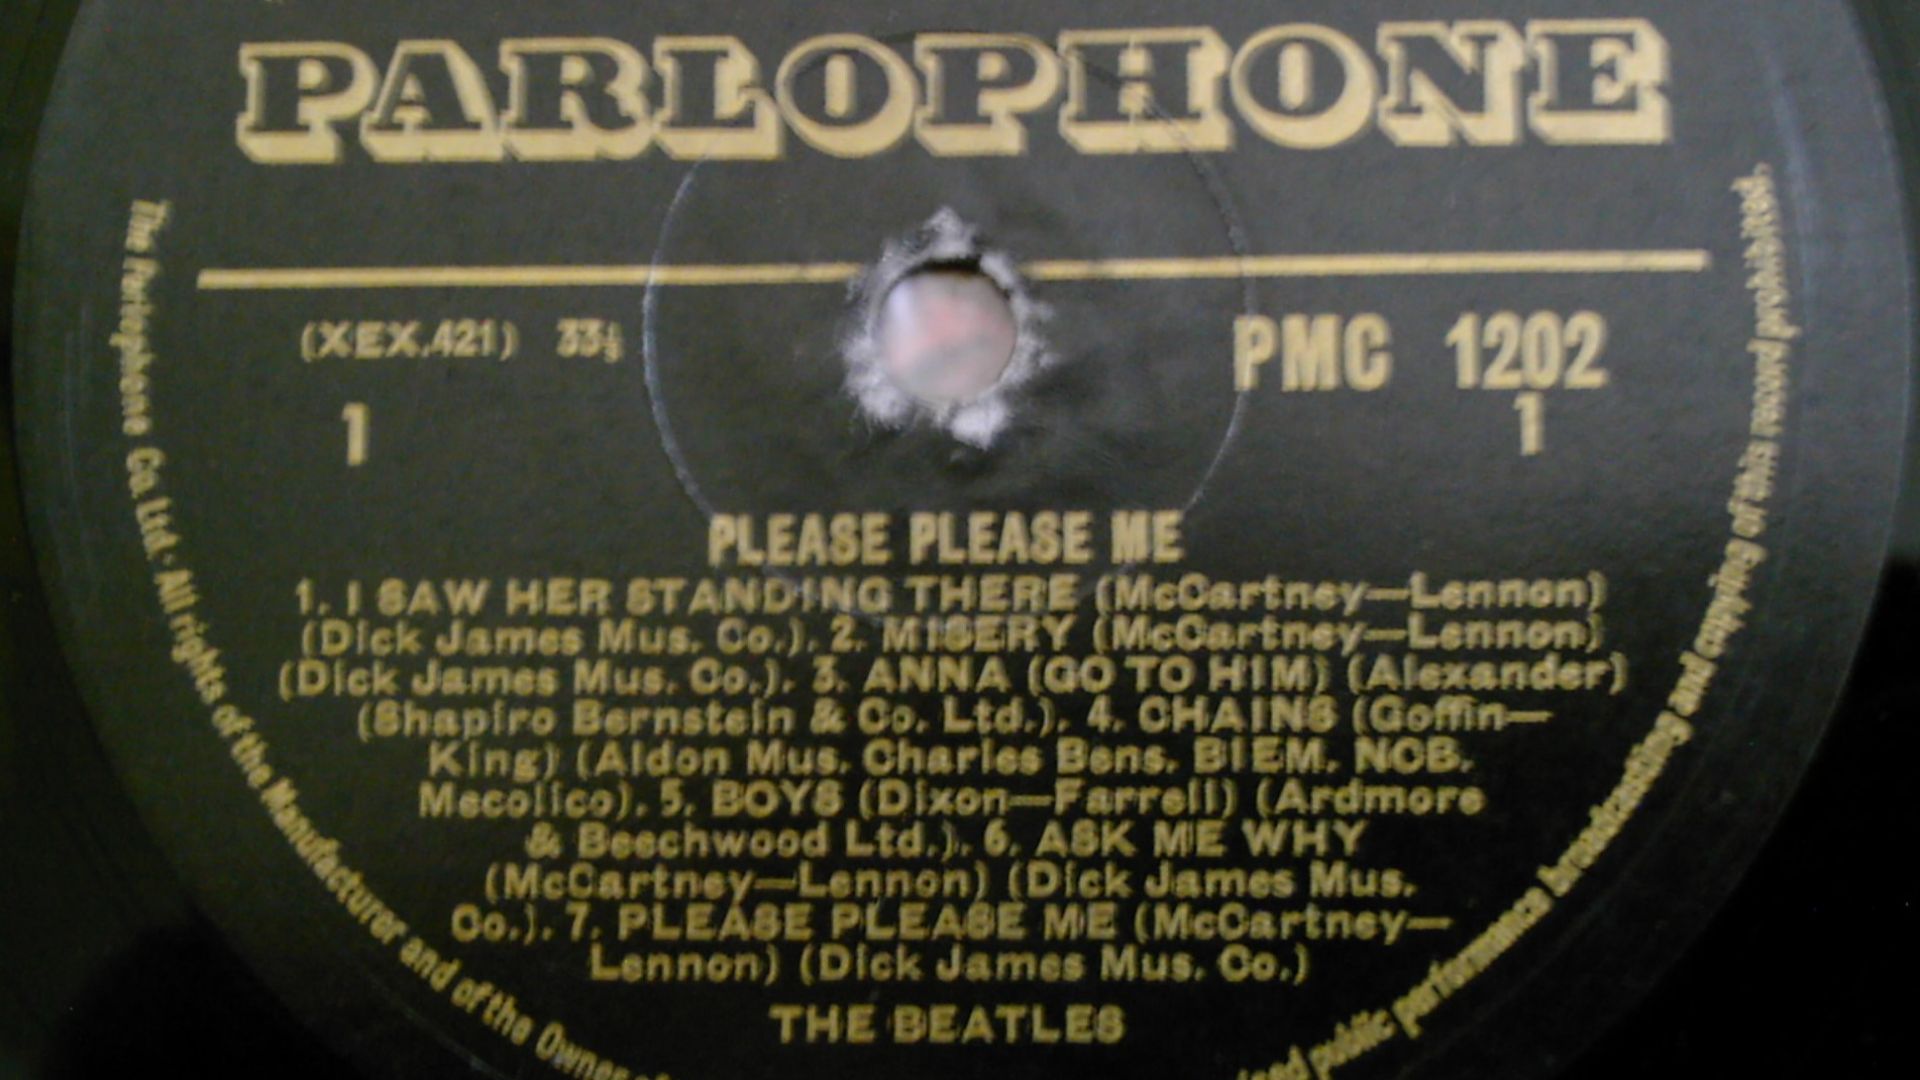 PARLOPHONE
(XEX.421) 33⅓
PMC 1202
1
1
PLEASE PLEASE ME
1. I SAW HER STANDING THERE (McCartney—Lennon)
(Dick James Mus. Co.). 2. MISERY (McCartney—Lennon)
(Dick James Mus. Co.). 3. ANNA (GO TO HIM) (Alexander)
(Shapiro Bernstein & Co. Ltd.). 4. CHAINS (Goffin—
King) (Aldon Mus. Charles Bens. BIEM. NCB.
Mecolico). 5. BOYS (Dixon—Farrell) (Ardmore
& Beechwood Ltd.). 6. ASK ME WHY
(McCartney—Lennon) (Dick James Mus.
Co.). 7. PLEASE PLEASE ME (McCartney—
Lennon) (Dick James Mus. Co.)
THE BEATLES
The Parlophone Co. Ltd. All rights of the Manufacturer and of the Owner of
public performance broadcasting and copying of this record prohibited.